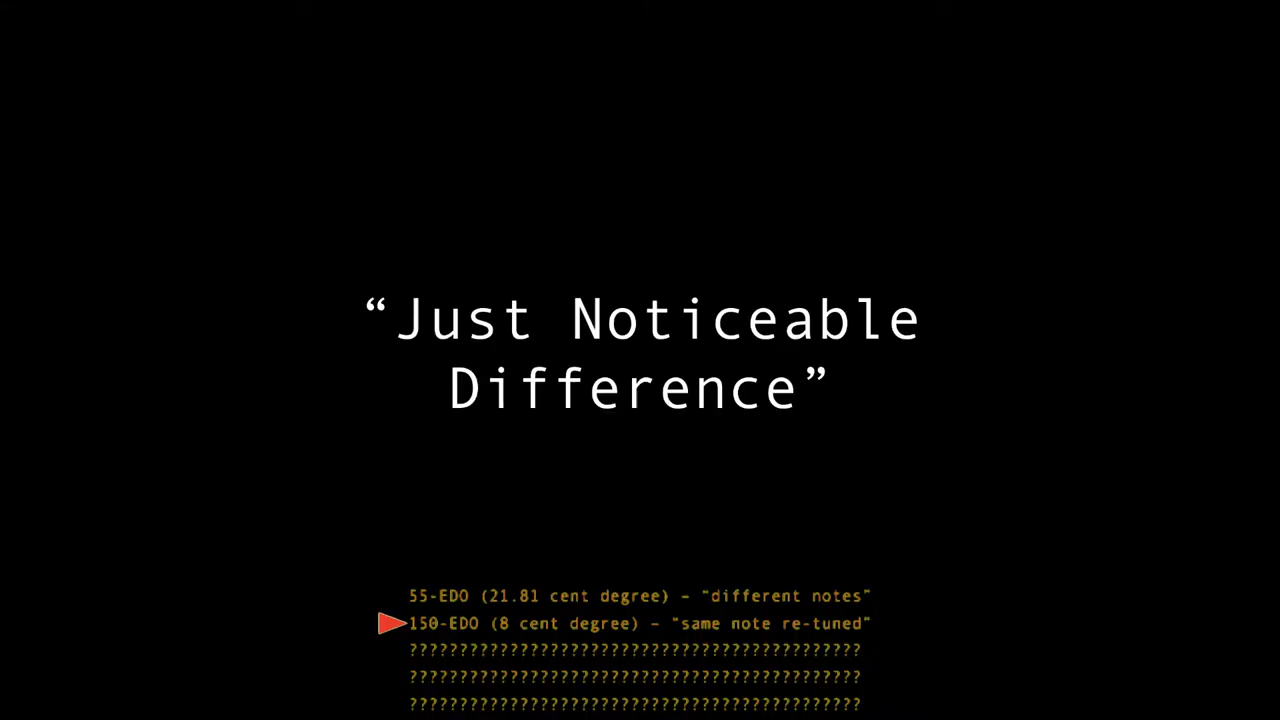 “Just Noticeable
Difference”
55-EDO (21.81 cent degree) – “different notes”
150-EDO (8 cent degree) – “same note re-tuned”
?????????????????????????????????????????????
?????????????????????????????????????????????
?????????????????????????????????????????????